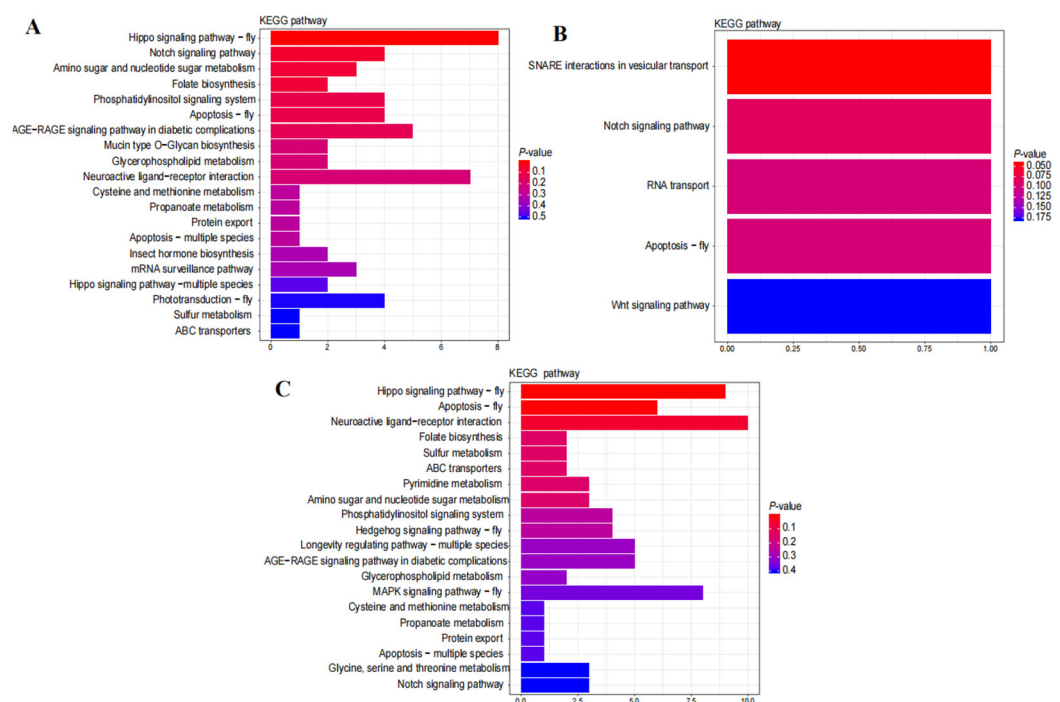 A
KEGG pathway
Hippo signaling pathway – fly
Notch signaling pathway
Amino sugar and nucleotide sugar metabolism
Folate biosynthesis
Phosphatidylinositol signaling system
Apoptosis – fly
AGE-RAGE signaling pathway in diabetic complications
Mucin type O-Glycan biosynthesis
Glycerophospholipid metabolism
Neuroactive ligand–receptor interaction
Cysteine and methionine metabolism
Propanoate metabolism
Protein export
Apoptosis – multiple species
Insect hormone biosynthesis
mRNA surveillance pathway
Hippo signaling pathway –multiple species
Phototransduction – fly
Sulfur metabolism
ABC transporters
0 2 4 6 8
P-value
0.1
0.2
0.3
0.4
0.5
B
KEGG pathway
SNARE interactions in vesicular transport
Notch signaling pathway
RNA transport
Apoptosis – fly
Wnt signaling pathway
0.00 0.25 0.50 0.75 1.00
P-value
0.050
0.075
0.100
0.125
0.150
0.175
C
KEGG pathway
Hippo signaling pathway – fly
Apoptosis – fly
Neuroactive ligand–receptor interaction
Folate biosynthesis
Sulfur metabolism
ABC transporters
Pyrimidine metabolism
Amino sugar and nucleotide sugar metabolism
Phosphatidylinositol signaling system
Hedgehog signaling pathway – fly
Longevity regulating pathway – multiple species
AGE-RAGE signaling pathway in diabetic complications
Glycerophospholipid metabolism
MAPK signaling pathway – fly
Cysteine and methionine metabolism
Propanoate metabolism
Protein export
Apoptosis – multiple species
Glycine, serine and threonine metabolism
Notch signaling pathway
0.0 2.5 5.0 7.5 10.0
P-value
0.1
0.2
0.3
0.4